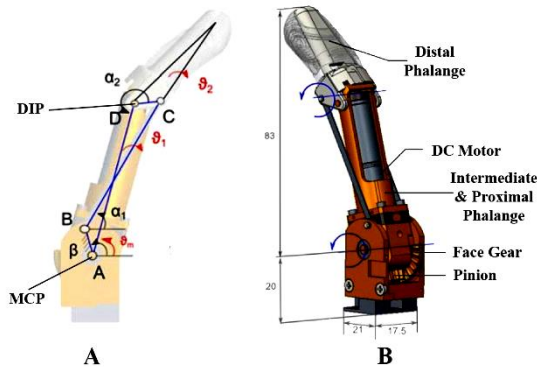 α₂
ϑ₂
DIP
D
C
ϑ₁
B
α₁
β
ϑₘ
A
MCP
A
Distal
Phalange
83
DC Motor
Intermediate
& Proximal
Phalange
Face Gear
Pinion
20
21
17.5
B